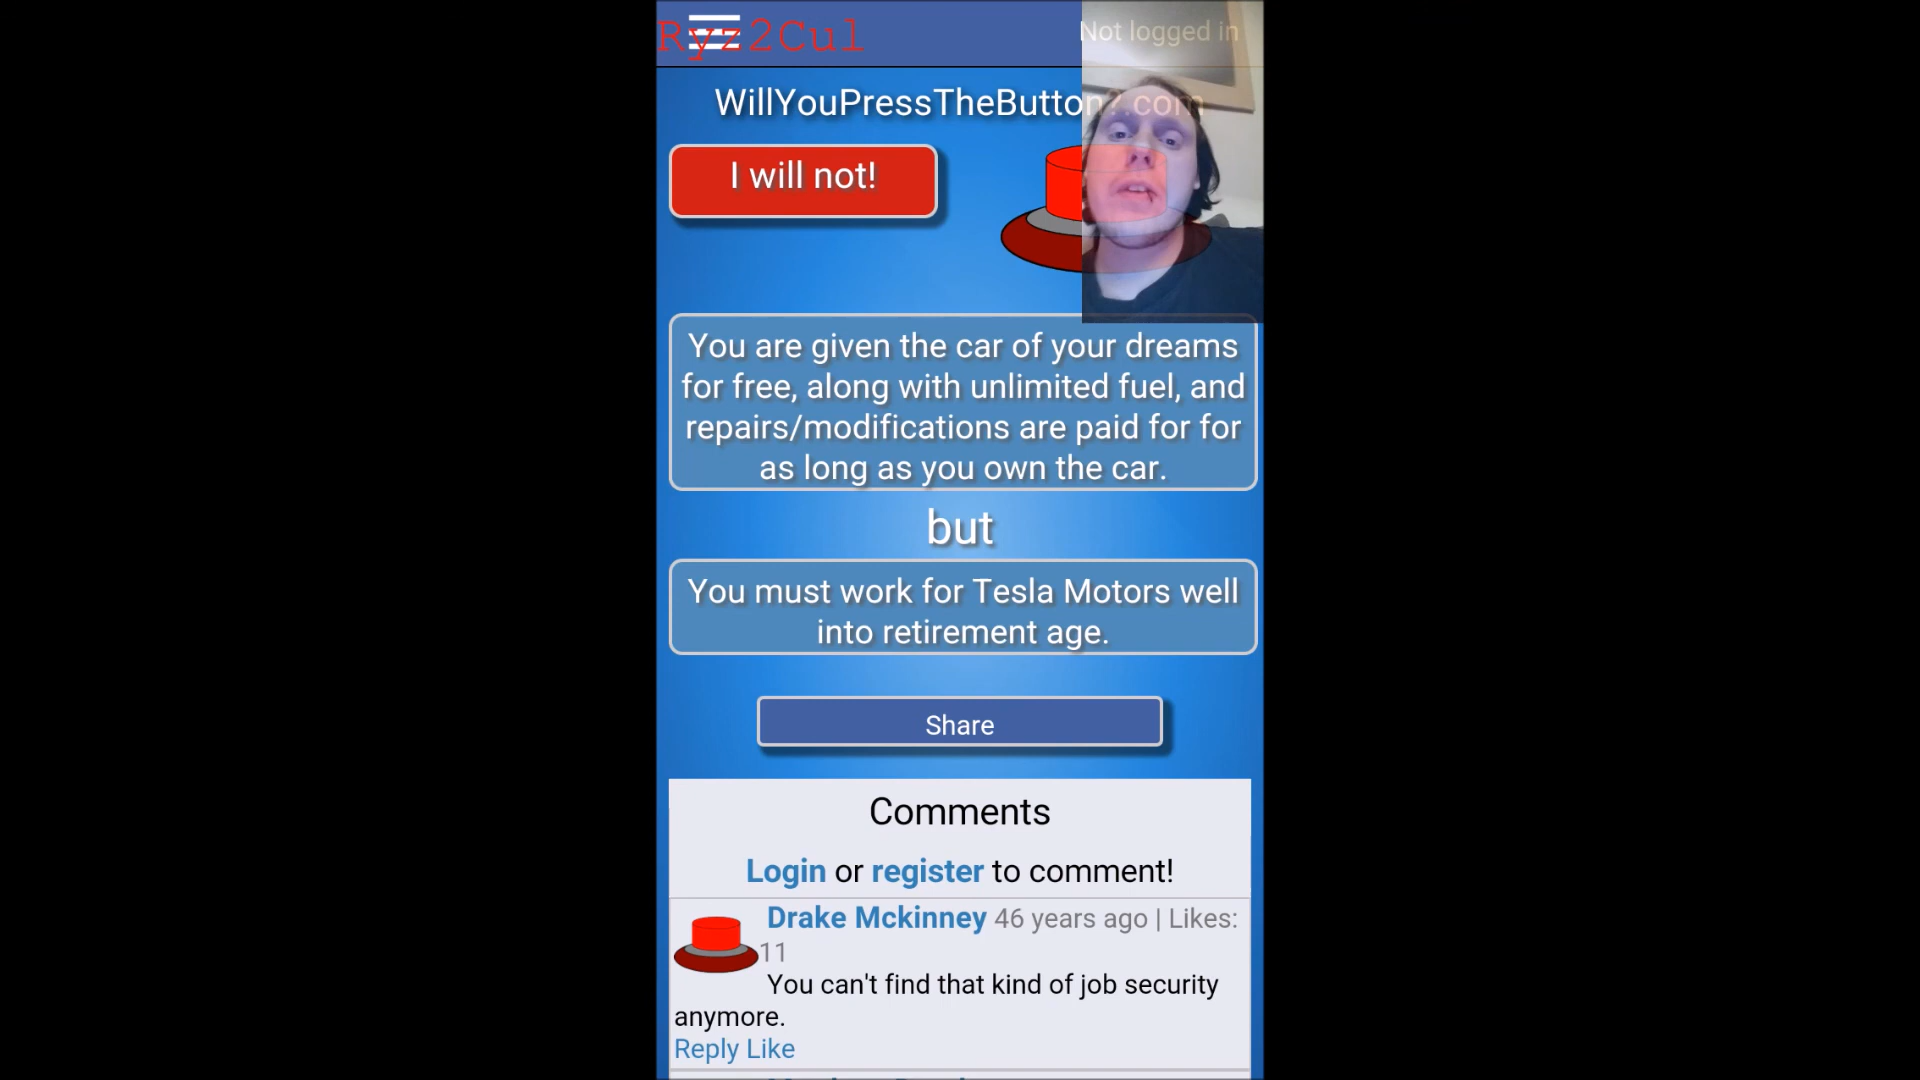 Ryz2Cul
Not logged in
WillYouPressTheButton?.com
I will not!
You are given the car of your dreams
for free, along with unlimited fuel, and
repairs/modifications are paid for for
as long as you own the car.
but
You must work for Tesla Motors well
into retirement age.
Share
Comments
Login or register to comment!
Drake Mckinney 46 years ago | Likes:
11
You can't find that kind of job security
anymore.
Reply Like